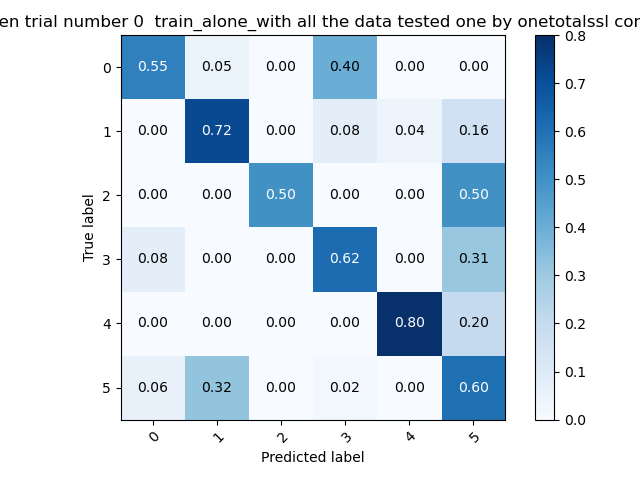 en trial number 0 train_alone_with all the data tested one by onetotalssl con
0 0.55 0.05 0.00 0.40 0.00 0.00
1 0.00 0.72 0.00 0.08 0.04 0.16
2 0.00 0.00 0.50 0.00 0.00 0.50
3 0.08 0.00 0.00 0.62 0.00 0.31
4 0.00 0.00 0.00 0.00 0.80 0.20
5 0.06 0.32 0.00 0.02 0.00 0.60
0 1 2 3 4 5
True label
Predicted label
0.8
0.7
0.6
0.5
0.4
0.3
0.2
0.1
0.0